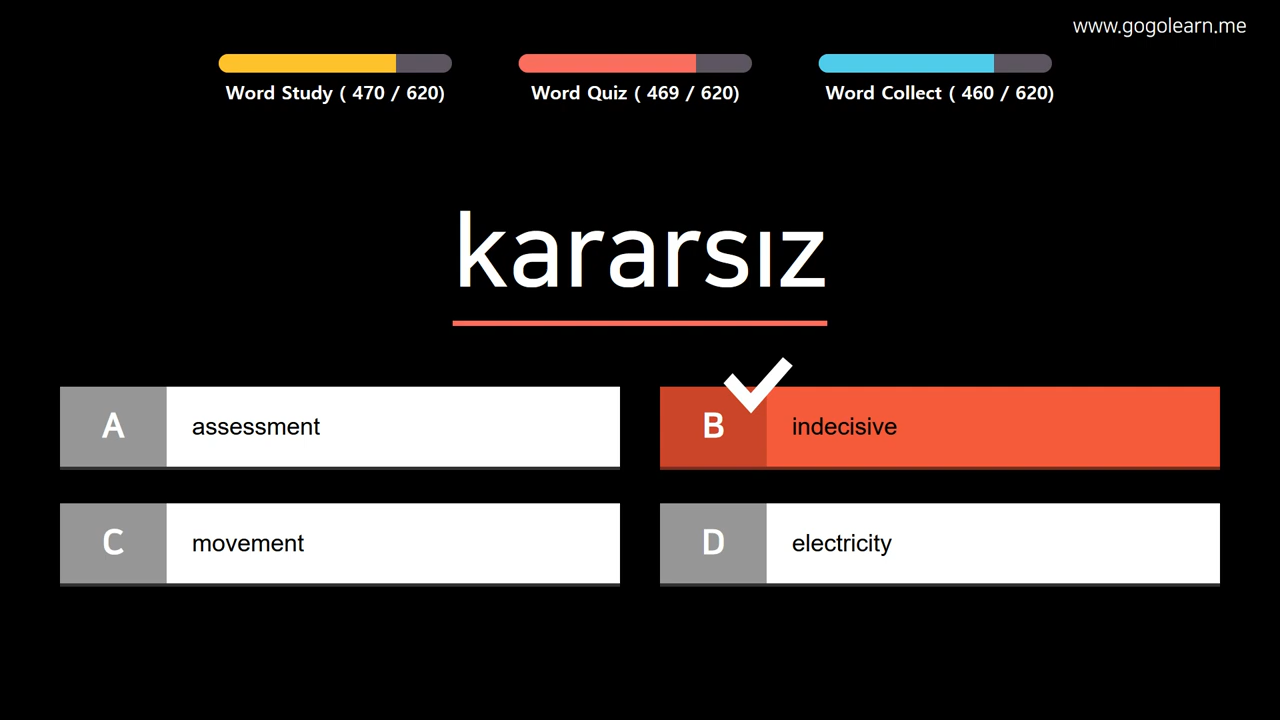 www.gogolearn.me
Word Study ( 470 / 620)
Word Quiz ( 469 / 620)
Word Collect ( 460 / 620)
kararsız
A assessment
B indecisive
C movement
D electricity